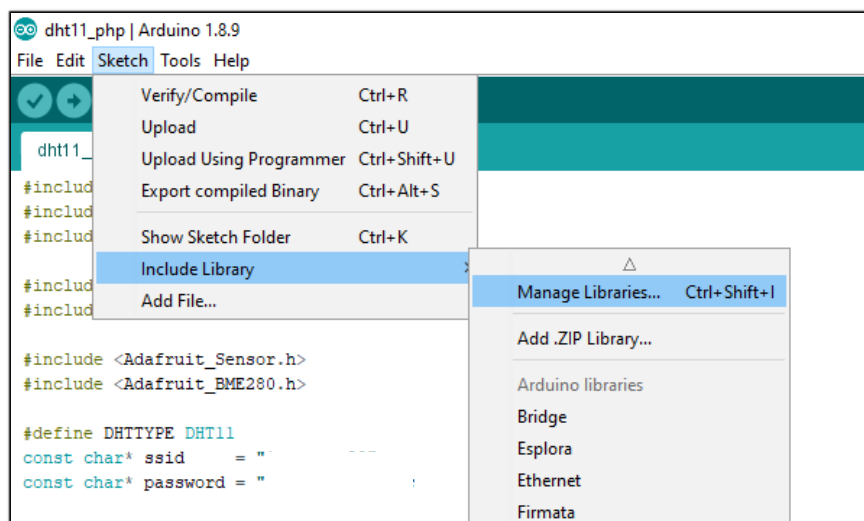 dht11_php | Arduino 1.8.9
File Edit Sketch Tools Help
Verify/Compile Ctrl+R
Upload Ctrl+U
Upload Using Programmer Ctrl+Shift+U
Export compiled Binary Ctrl+Alt+S
Show Sketch Folder Ctrl+K
Include Library
Add File...
Manage Libraries... Ctrl+Shift+I
Add .ZIP Library...
Arduino libraries
Bridge
Esplora
Ethernet
Firmata
dht11_
#includ
#includ
#includ
#includ
#includ
#include <Adafruit_Sensor.h>
#include <Adafruit_BME280.h>
#define DHTTYPE DHT11
const char* ssid = "
const char* password = "